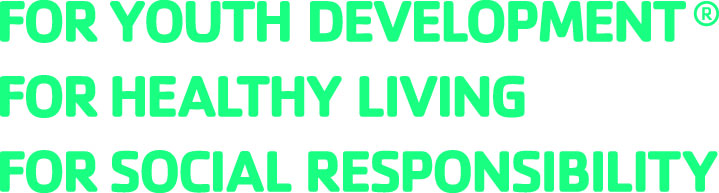 FOR YOUTH DEVELOPMENT®
FOR HEALTHY LIVING
FOR SOCIAL RESPONSIBILITY